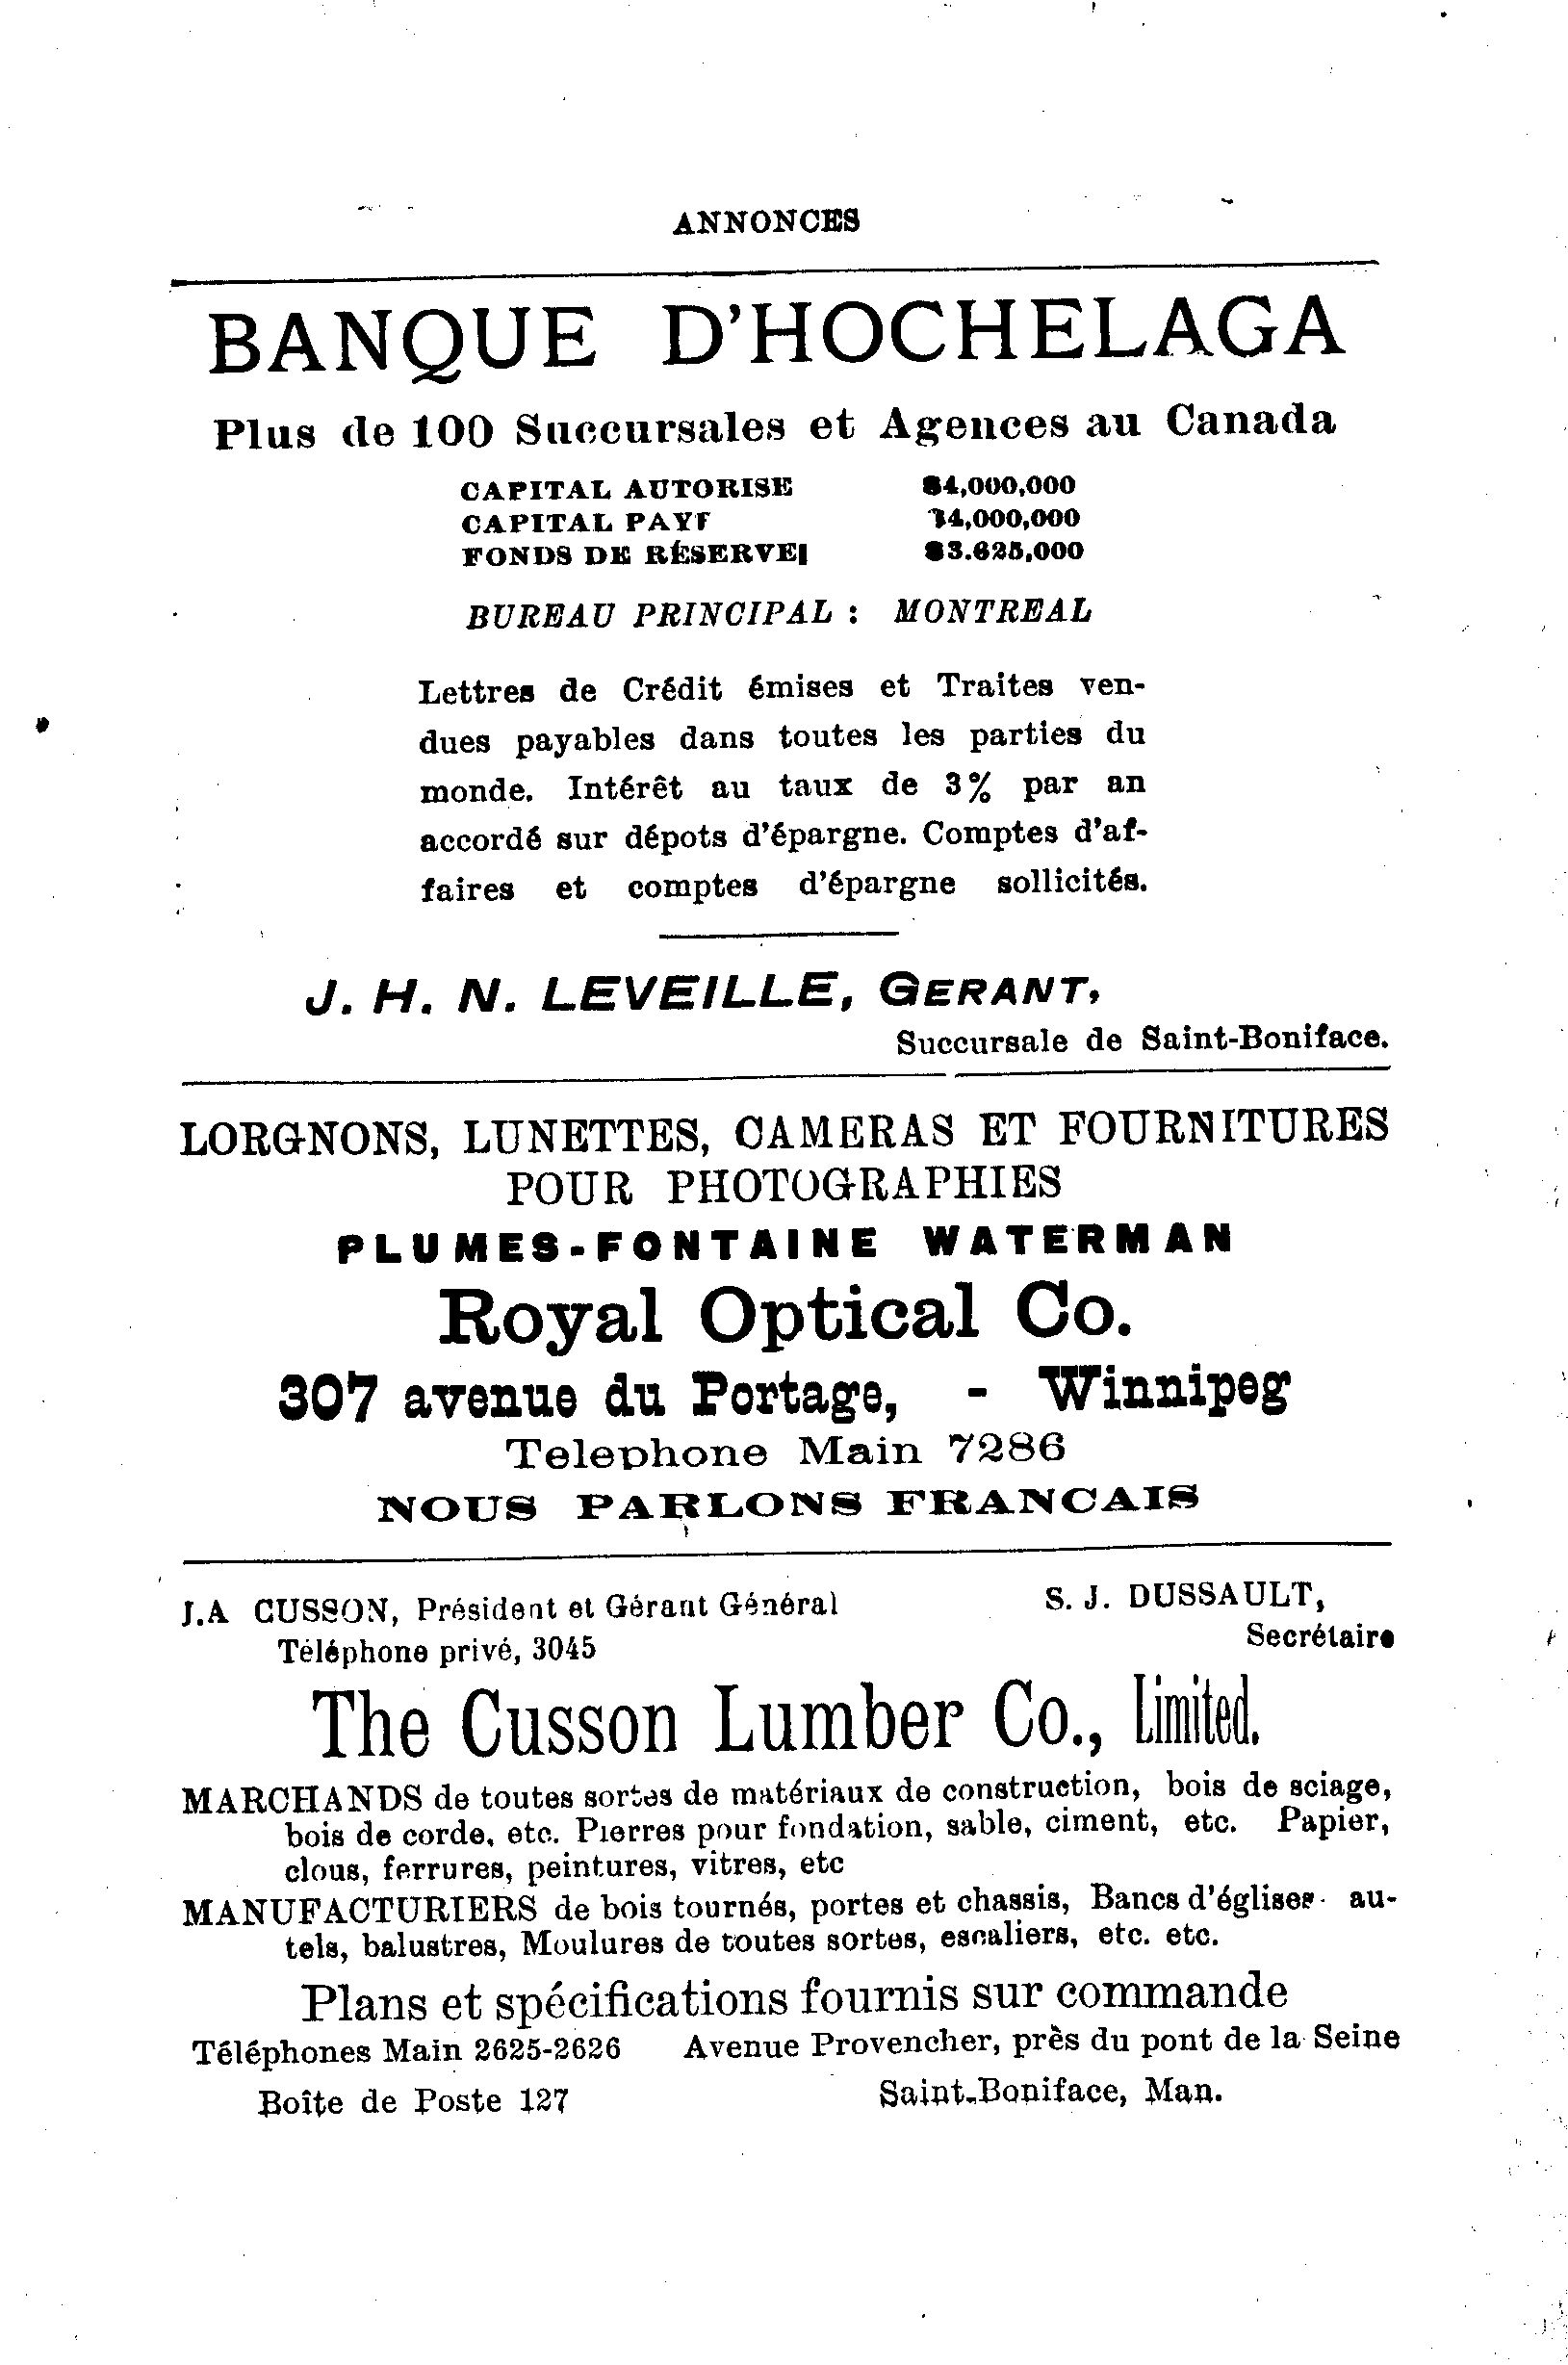 ANNONCES
BANQUE D'HOCHELAGA
Plus de 100 Succursales et Agences au Canada
CAPITAL AUTORISE $4,000,000
CAPITAL PAYE $4,000,000
FONDS DE RÉSERVE $3.625,000
BUREAU PRINCIPAL : MONTREAL
Lettres de Crédit émises et Traites ven-
dues payables dans toutes les parties du
monde. Intérêt au taux de 3% par an
accordé sur dépots d'épargne. Comptes d'af-
faires et comptes d'épargne sollicités.
J. H. N. LEVEILLE, GERANT,
Succursale de Saint-Boniface.
LORGNONS, LUNETTES, CAMERAS ET FOURNITURES
POUR PHOTOGRAPHIES
PLUMES-FONTAINE WATERMAN
Royal Optical Co.
307 avenue du Portage, - Winnipeg
Telephone Main 7286
NOUS PARLONS FRANCAIS
J.A CUSSON, Président et Gérant Général S. J. DUSSAULT,
Téléphone privé, 3045 Secrétaire
The Cusson Lumber Co., Limited.
MARCHANDS de toutes sortes de matériaux de construction, bois de sciage,
bois de corde, etc. Pierres pour fondation, sable, ciment, etc. Papier,
clous, ferrures, peintures, vitres, etc
MANUFACTURIERS de bois tournés, portes et chassis, Bancs d'églises. au-
tels, balustres, Moulures de toutes sortes, escaliers, etc. etc.
Plans et spécifications fournis sur commande
Téléphones Main 2625-2626 Avenue Provencher, près du pont de la Seine
Boîte de Poste 127 Saint-Boniface, Man.